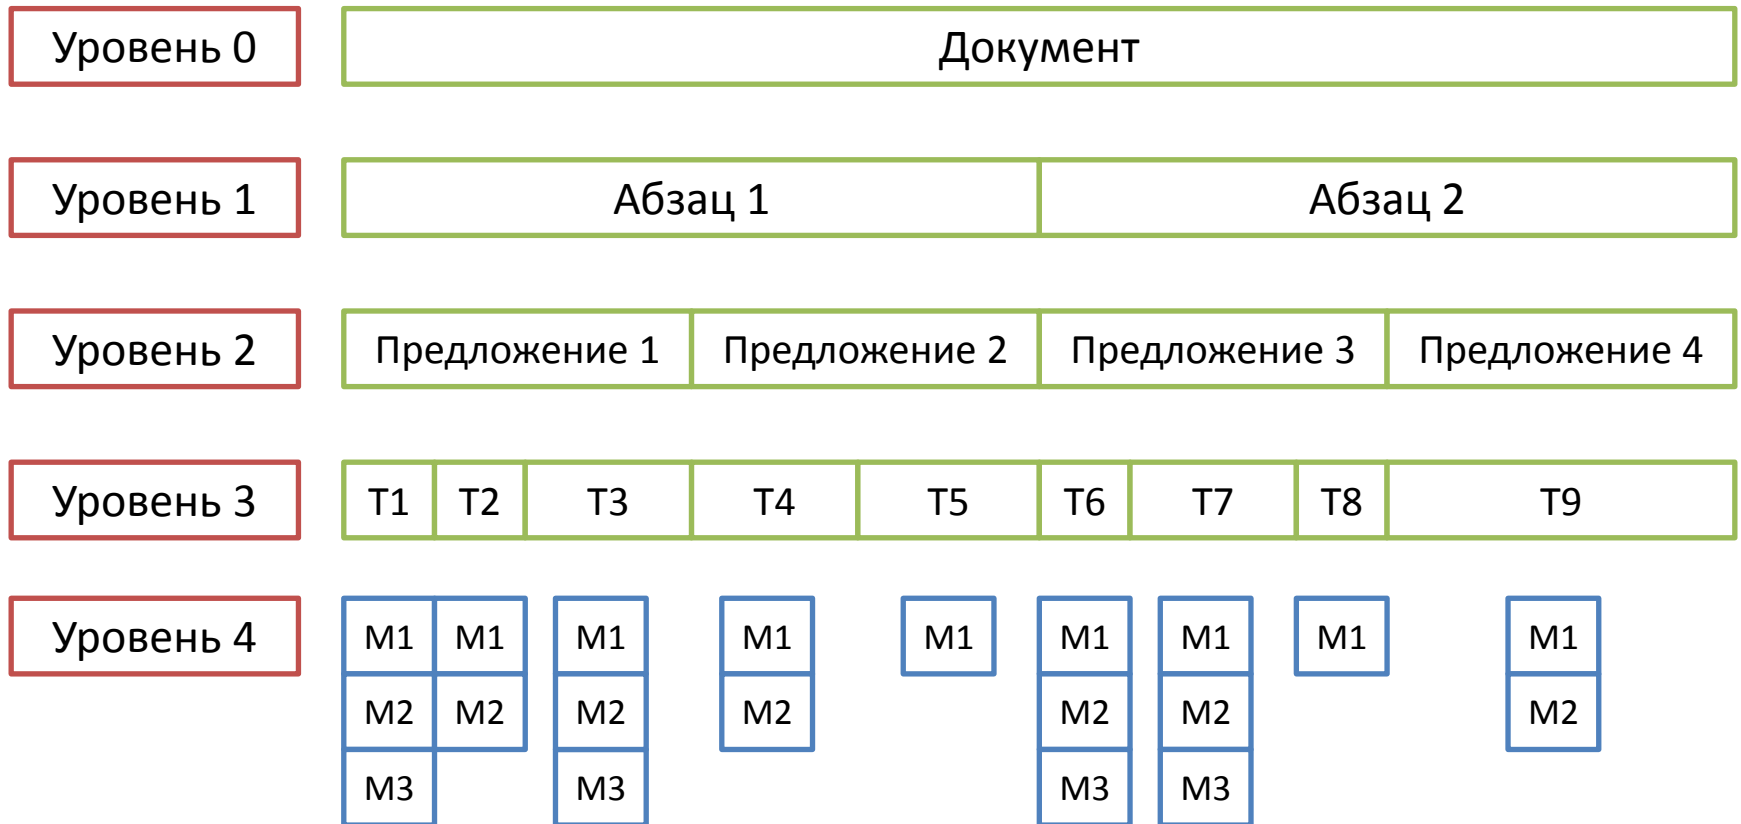 Уровень 0 Документ
Уровень 1 Абзац 1 Абзац 2
Уровень 2 Предложение 1 Предложение 2 Предложение 3 Предложение 4
Уровень 3 Т1 Т2 Т3 Т4 Т5 Т6 Т7 Т8 Т9
Уровень 4 М1 М1 М1 М1 М1 М1 М1 М1 М1
М2 М2 М2 М2 М2 М2 М2
М3 М3 М3 М3